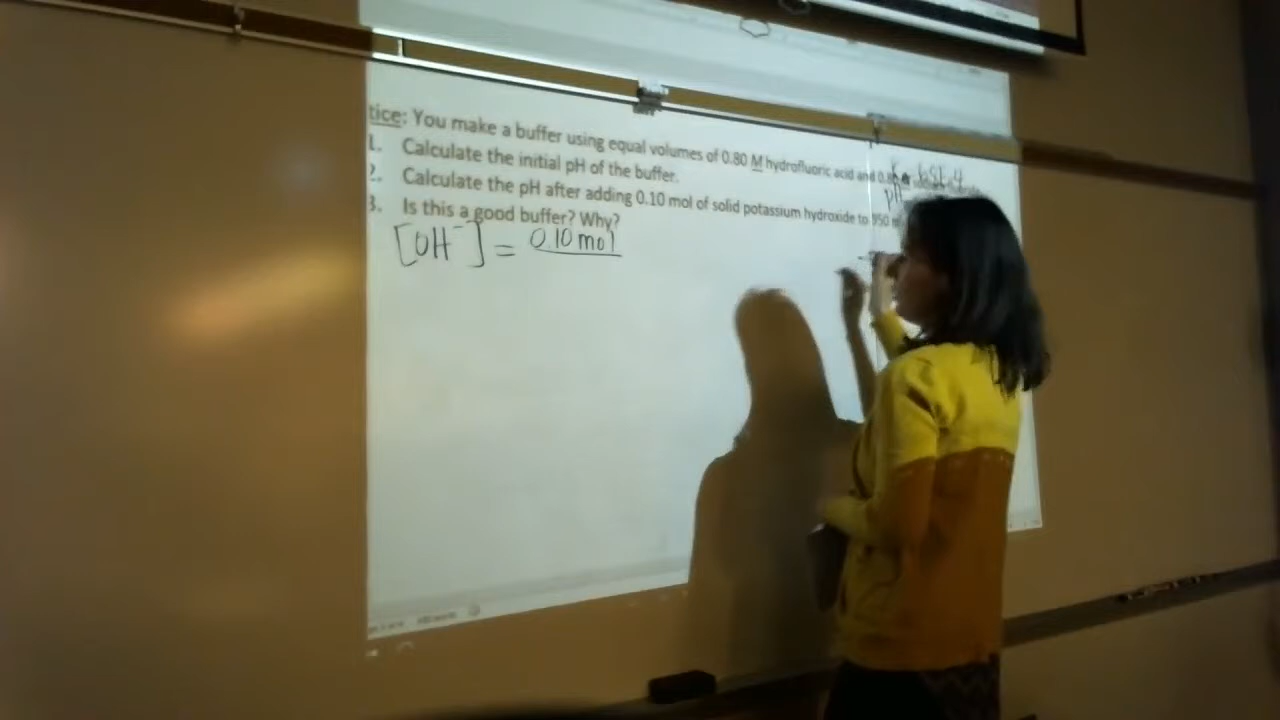 tice: You make a buffer using equal volumes of 0.80 M hydrofluoric acid and
1. Calculate the initial pH of the buffer.
2. Calculate the pH after adding 0.10 mol of solid potassium hydroxide to 950
3. Is this a good buffer? Why?
[OH⁻] = 0.10 mol
pH